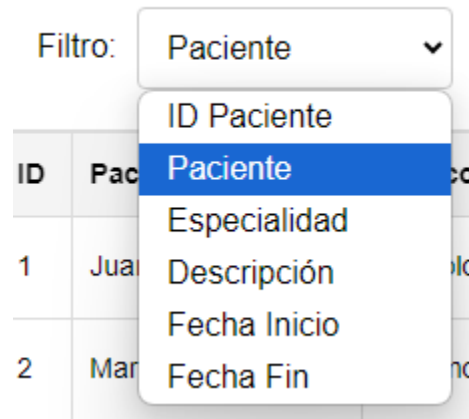 Filtro: Paciente
ID Paciente
Paciente
Especialidad
Descripción
Fecha Inicio
Fecha Fin
ID
1
2